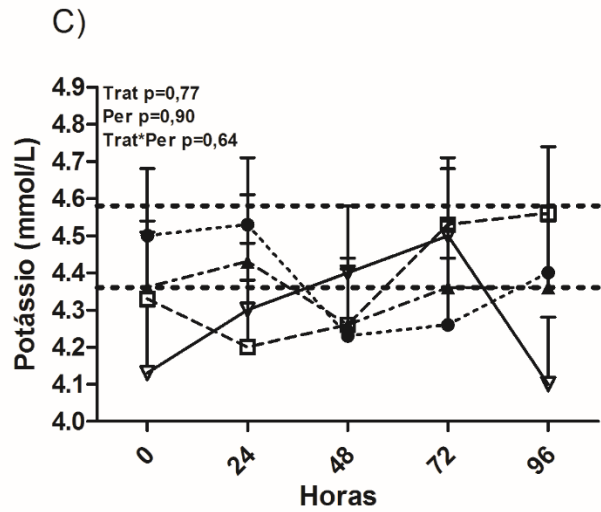 C)
Trat p=0,77
Per p=0,90
Trat*Per p=0,64
Potássio (mmol/L)
4.9
4.8
4.7
4.6
4.5
4.4
4.3
4.2
4.1
4.0
0
24
48
72
96
Horas